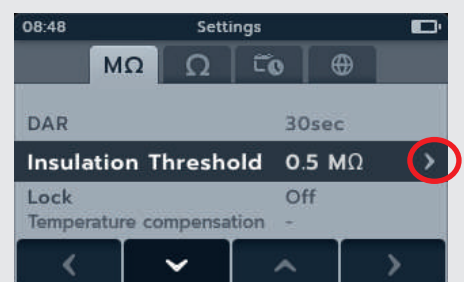 08:48 Settings
MΩ Ω
DAR 30sec
Insulation Threshold 0.5 MΩ
Lock Off
Temperature compensation -